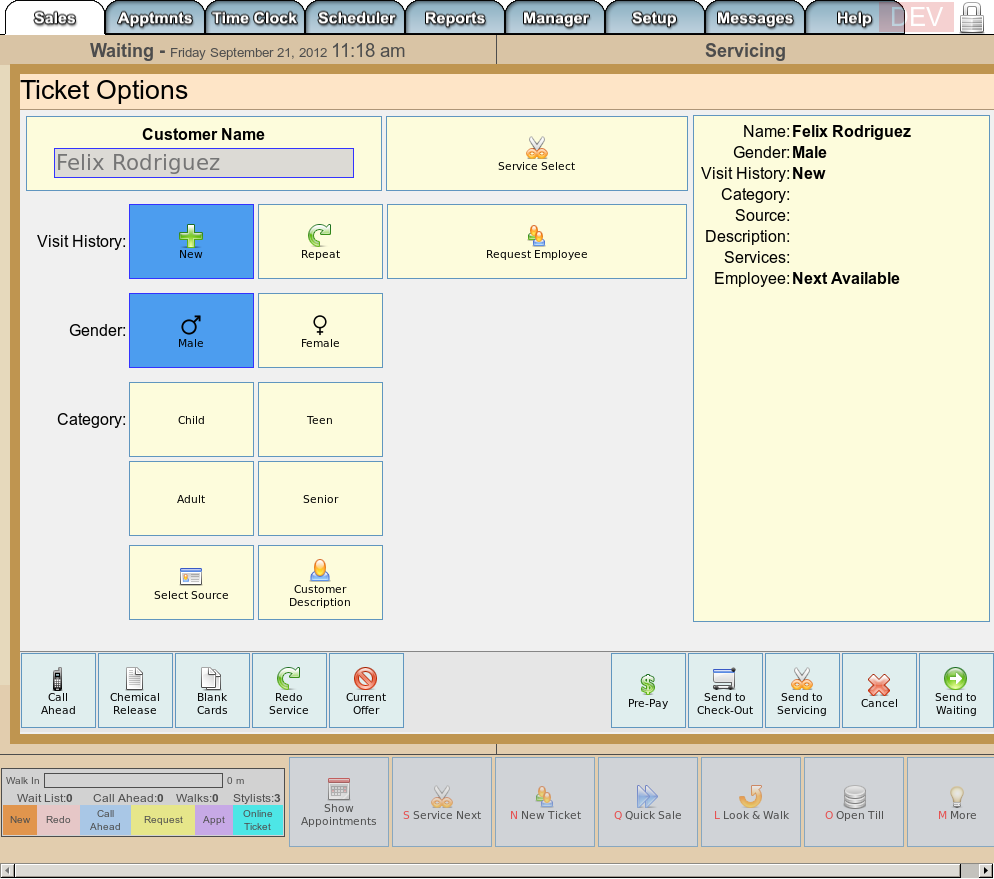 Sales Apptmnts Time Clock Scheduler Reports Manager Setup Messages Help DEV
Waiting - Friday September 21, 2012 11:18 am
Servicing
Ticket Options
Customer Name
Felix Rodriguez
Service Select
Visit History:
New
Repeat
Request Employee
Gender:
Male
Female
Category:
Child
Teen
Adult
Senior
Select Source
Customer
Description
Name: Felix Rodriguez
Gender: Male
Visit History: New
Category:
Source:
Description:
Services:
Employee: Next Available
Call
Ahead
Chemical
Release
Blank
Cards
Redo
Service
Current
Offer
Pre-Pay
Send to
Check-Out
Send to
Servicing
Cancel
Send to
Waiting
Walk In 0 m
Wait List:0 Call Ahead:0 Walks:0 Stylists:3
New
Redo
Call
Ahead
Request
Appt
Online
Ticket
Show
Appointments
S Service Next
N New Ticket
Q Quick Sale
L Look & Walk
O Open Till
M More